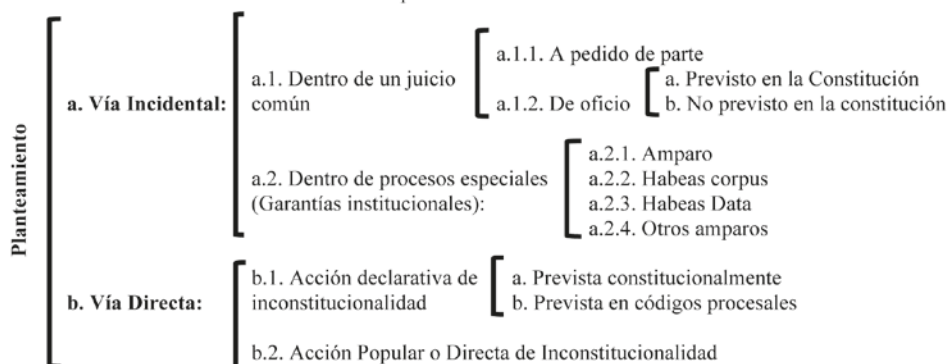 Planteamiento
a. Vía Incidental:
a.1. Dentro de un juicio
común
a.1.1. A pedido de parte
a.1.2. De oficio
a. Previsto en la Constitución
b. No previsto en la constitución
a.2. Dentro de procesos especiales
(Garantías institucionales):
a.2.1. Amparo
a.2.2. Habeas corpus
a.2.3. Habeas Data
a.2.4. Otros amparos
b. Vía Directa:
b.1. Acción declarativa de
inconstitucionalidad
a. Prevista constitucionalmente
b. Prevista en códigos procesales
b.2. Acción Popular o Directa de Inconstitucionalidad